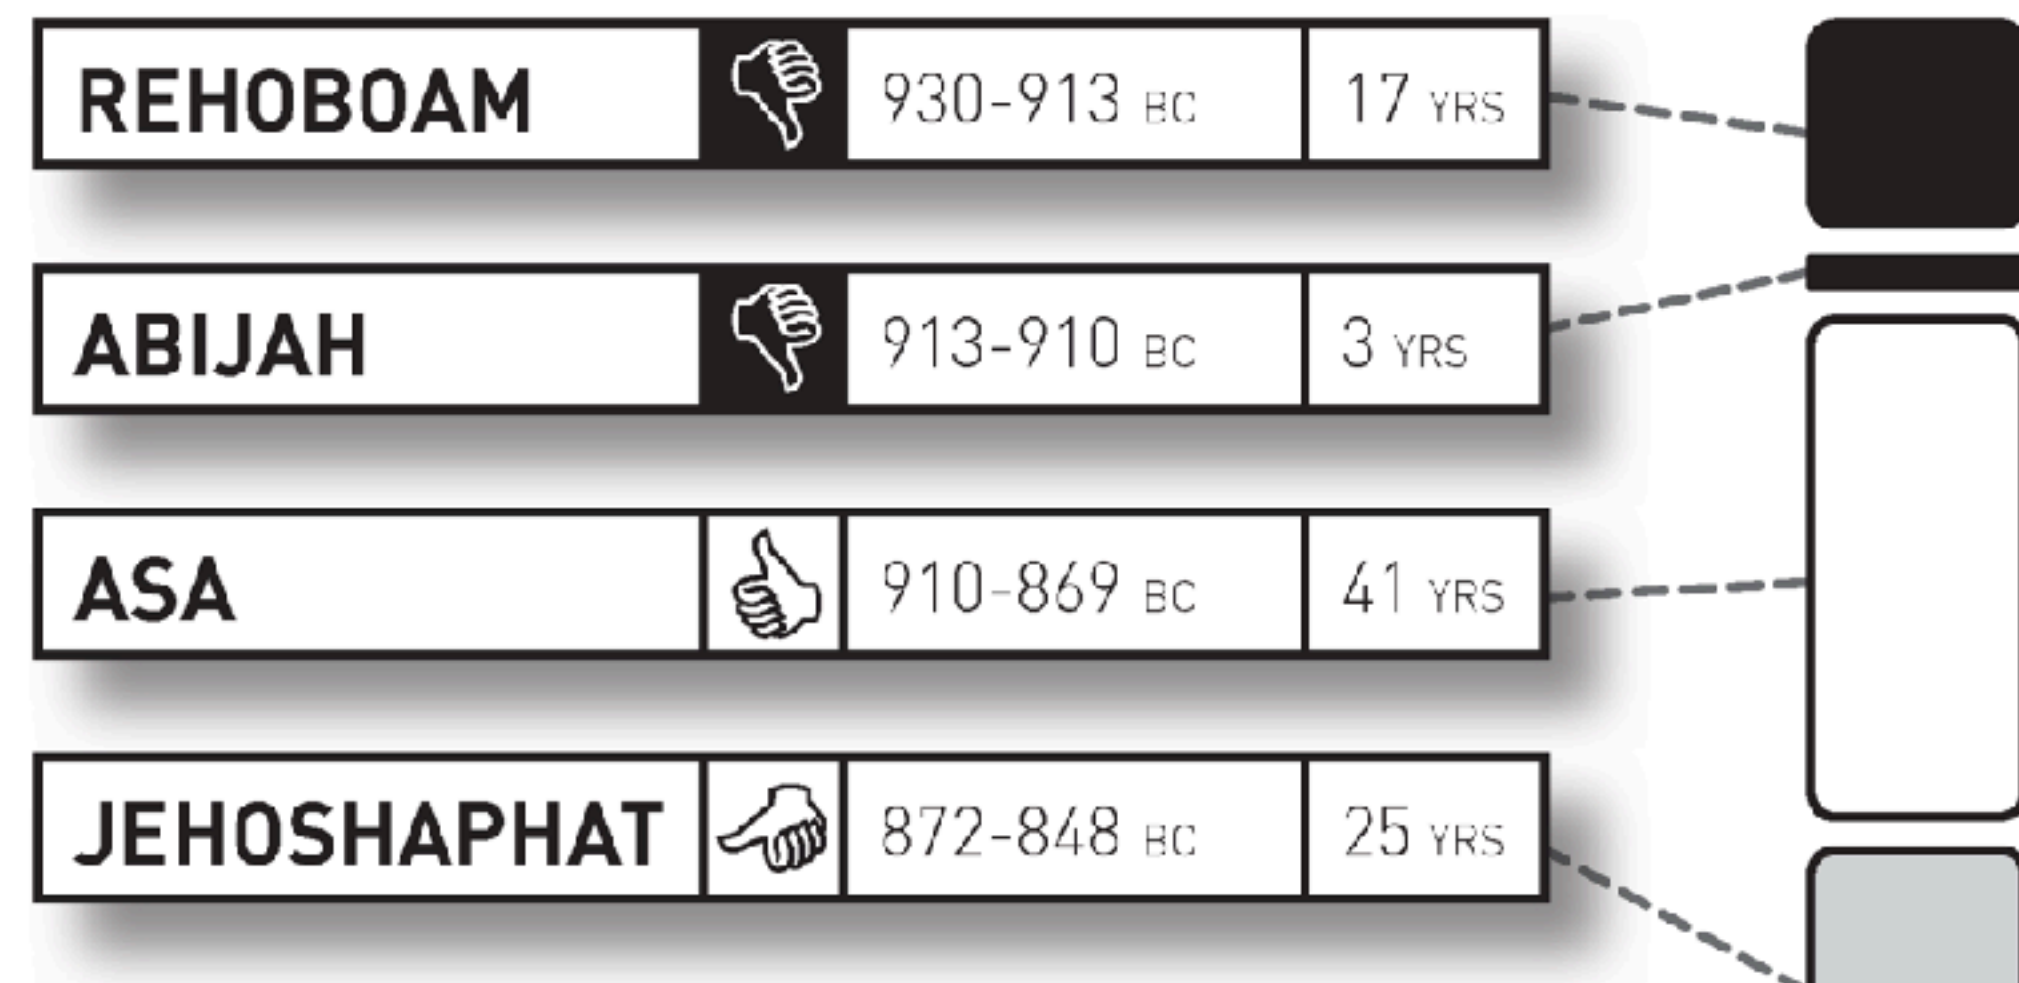 REHOBOAM 930-913 BC 17 YRS
ABIJAH 913-910 BC 3 YRS
ASA 910-869 BC 41 YRS
JEHOSHAPHAT 872-848 BC 25 YRS